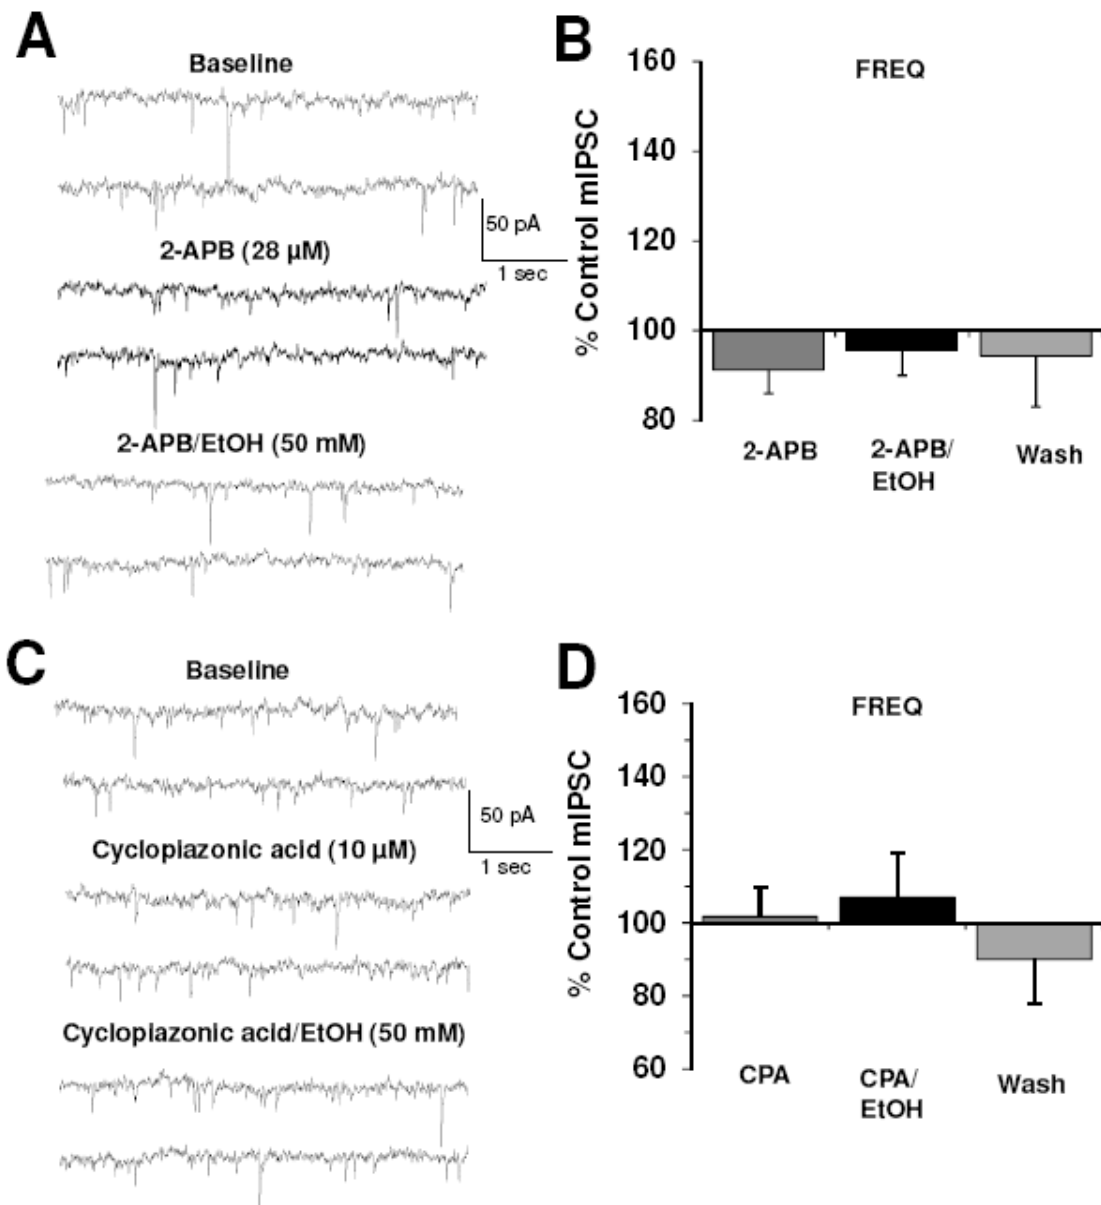 A
Baseline
50 pA
1 sec
2-APB (28 µM)
2-APB/EtOH (50 mM)
B
FREQ
% Control mIPSC
160
140
120
100
80
2-APB
2-APB/
EtOH
Wash
C
Baseline
50 pA
1 sec
Cyclopiazonic acid (10 µM)
Cyclopiazonic acid/EtOH (50 mM)
D
FREQ
% Control mIPSC
160
140
120
100
80
60
CPA
CPA/
EtOH
Wash